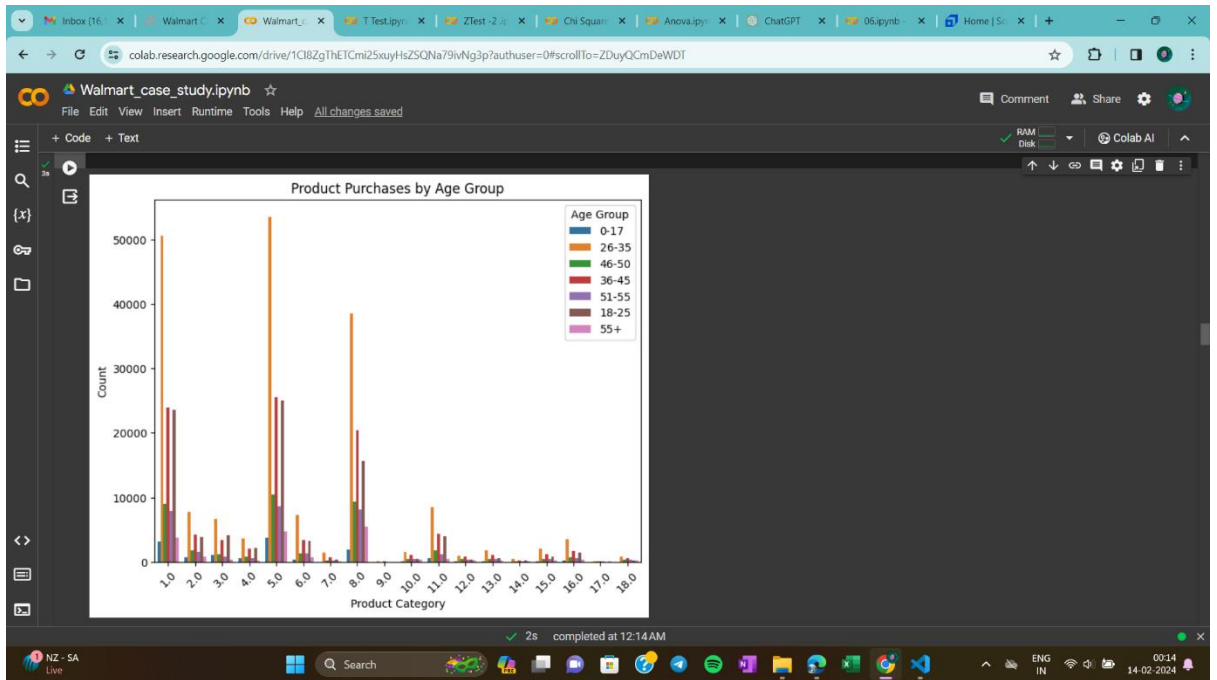 Inbox (16,
Walmart C
Walmart_c
T Test.ipyn
ZTest -2 .ip
Chi Square
Anova.ipy
ChatGPT
06.ipynb -
Home | Sc
colab.research.google.com/drive/1CI8ZgThETCmi25xuyHsZSQNa79ivNg3p?authuser=0#scrollTo=ZDuyQCmDeWDT
CO Walmart_case_study.ipynb
Comment Share
File Edit View Insert Runtime Tools Help All changes saved
+ Code + Text
RAM
Disk
Colab AI
3s
{x}
Product Purchases by Age Group
Age Group
0-17
26-35
46-50
36-45
51-55
18-25
55+
Count
50000
40000
30000
20000
10000
0
1.0 2.0 3.0 4.0 5.0 6.0 7.0 8.0 9.0 10.0 11.0 12.0 13.0 14.0 15.0 16.0 17.0 18.0
Product Category
2s completed at 12:14 AM
1
NZ - SA
Live
Search
PRE
ENG
IN
00:14
14-02-2024